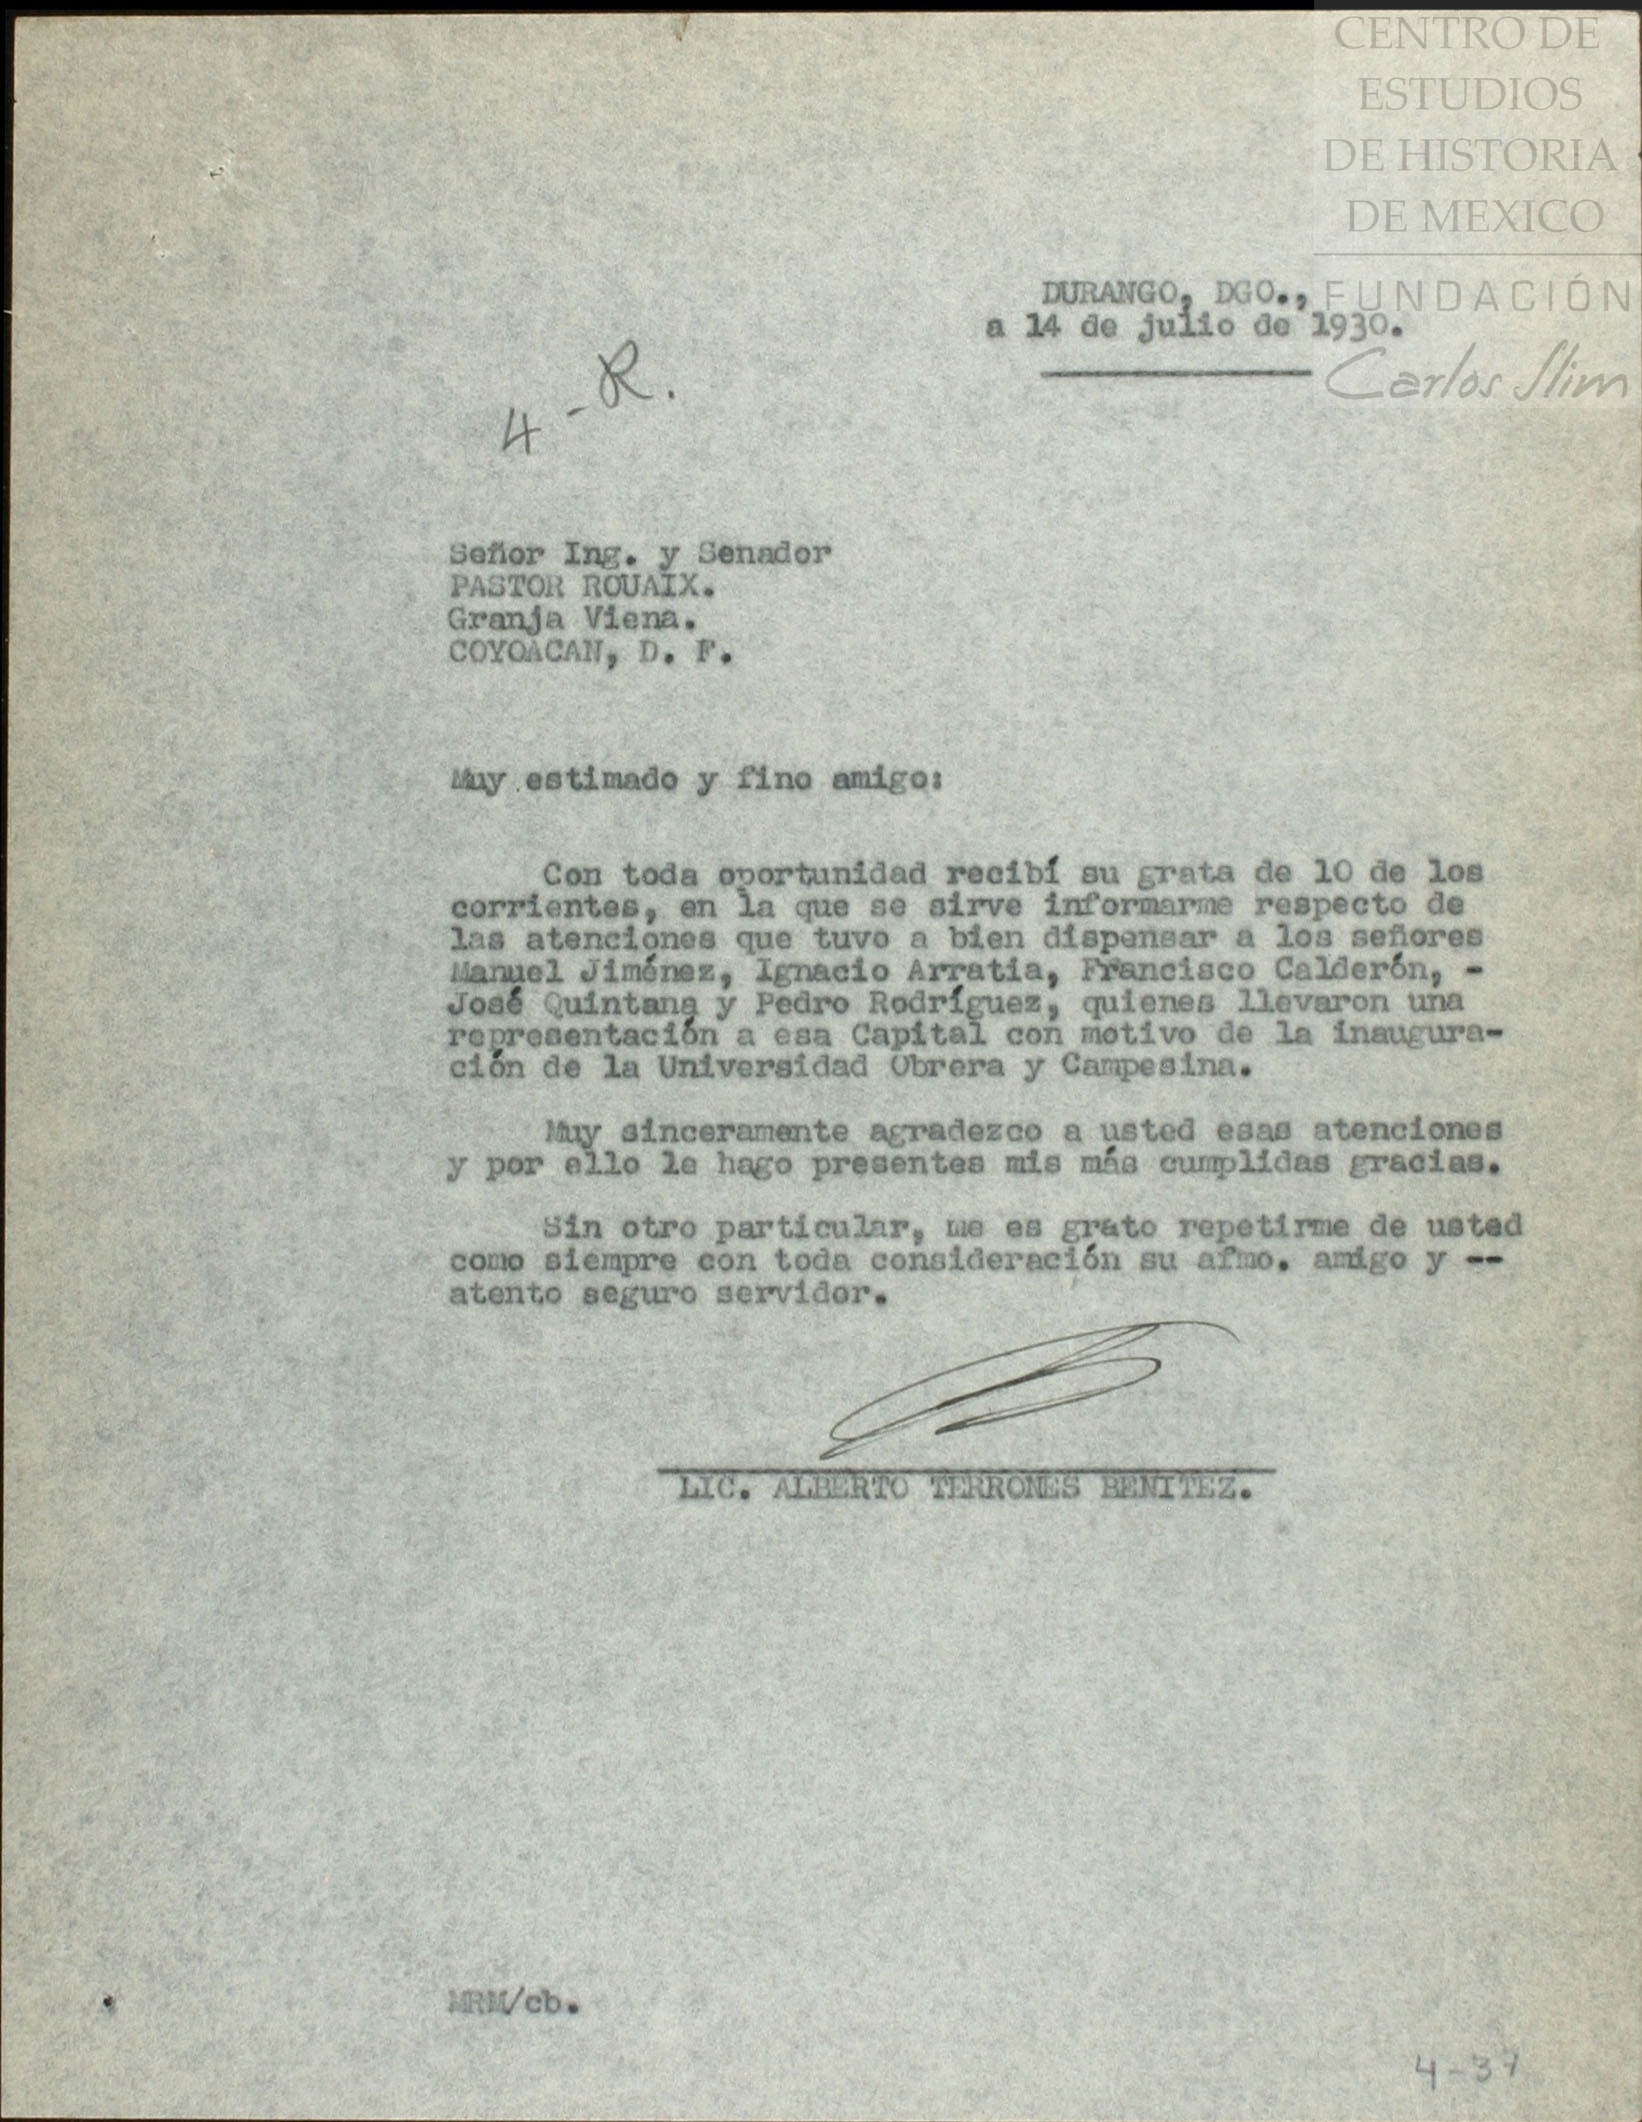 CENTRO DE
ESTUDIOS
DE HISTORIA
DE MEXICO
FUNDACIÓN
Carlos Slim
DURANGO, DGO.,
a 14 de julio de 1930.
4 - R.
Señor Ing. y Senador
PASTOR ROUAIX.
Granja Viena.
COYOACAN, D. F.
Muy estimado y fino amigo:
Con toda oportunidad recibí su grata de 10 de los
corrientes, en la que se sirve informarme respecto de
las atenciones que tuvo a bien dispensar a los señores
Manuel Jiménez, Ignacio Arratia, Francisco Calderón, -
José Quintana y Pedro Rodríguez, quienes llevaron una
representación a esa Capital con motivo de la inaugura-
ción de la Universidad Obrera y Campesina.
Muy sinceramente agradezco a usted esas atenciones
y por ello le hago presentes mis más cumplidas gracias.
Sin otro particular, me es grato repetirme de usted
como siempre con toda consideración su afmo. amigo y --
atento seguro servidor.
LIC. ALBERTO TERRONES BENITEZ.
MRM/cb.
4-37